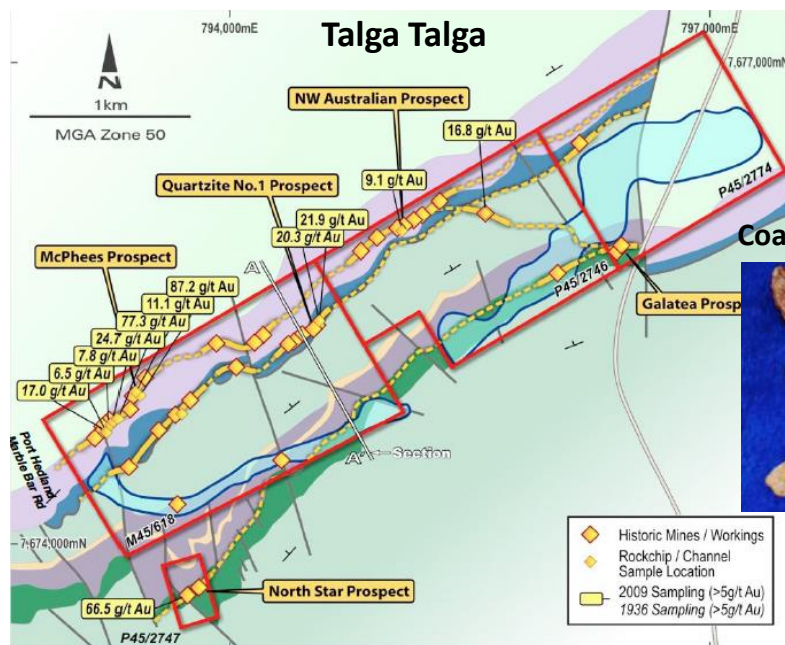 Talga Talga
794,000mE
797,000mE
7,677,000mN
N
1km
MGA Zone 50
NW Australian Prospect
16.8 g/t Au
9.1 g/t Au
Quartzite No.1 Prospect
21.9 g/t Au
20.3 g/t Au
P45/2774
McPhees Prospect
87.2 g/t Au
11.1 g/t Au
77.3 g/t Au
24.7 g/t Au
7.8 g/t Au
6.5 g/t Au
17.0 g/t Au
A
P45/2746
Coa
Galatea Prosp
Port Hedland
Marble Bar Rd
A'
Section
M45/618
7,674,000mN
North Star Prospect
66.5 g/t Au
P45/2747
Historic Mines / Workings
Rockchip / Channel
Sample Location
2009 Sampling (>5g/t Au)
1936 Sampling (>5g/t Au)